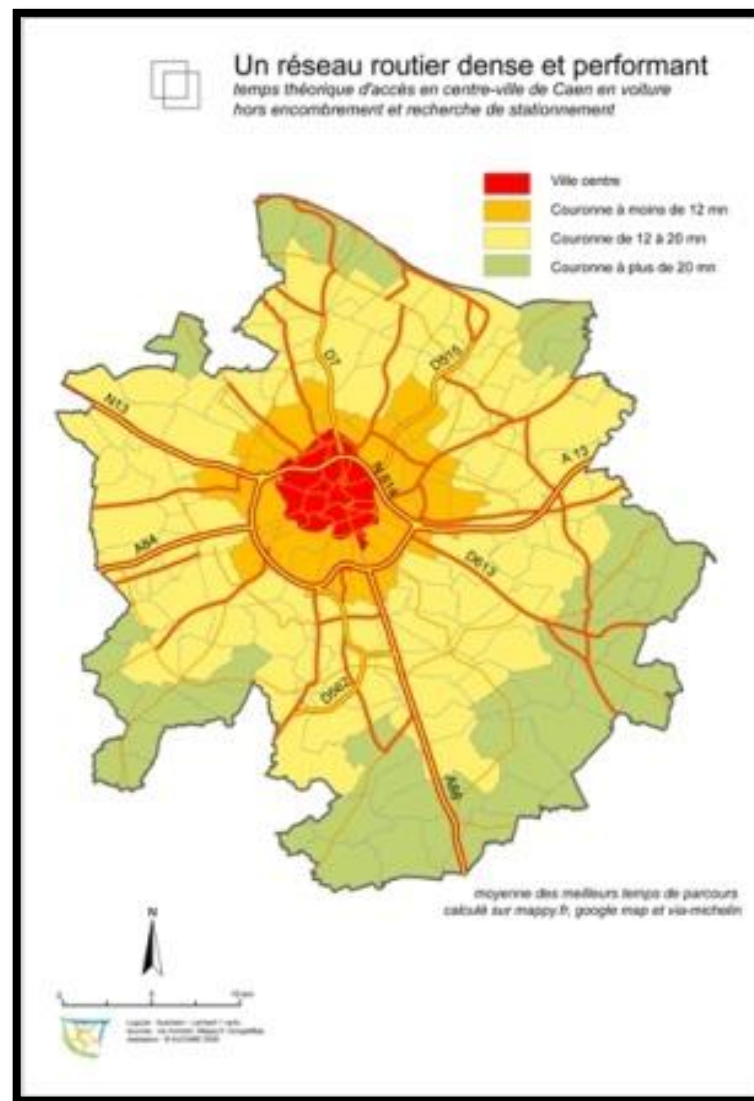 Un réseau routier dense et performant
temps théorique d'accès en centre-ville de Caen en voiture
hors encombrement et recherche de stationnement
Ville centre
Couronne à moins de 12 mn
Couronne de 12 à 20 mn
Couronne à plus de 20 mn
D7
D515
N13
N 814
A 13
A84
D613
D562
A88
moyenne des meilleurs temps de parcours
calculé sur mappy.fr, google map et via-michelin
N